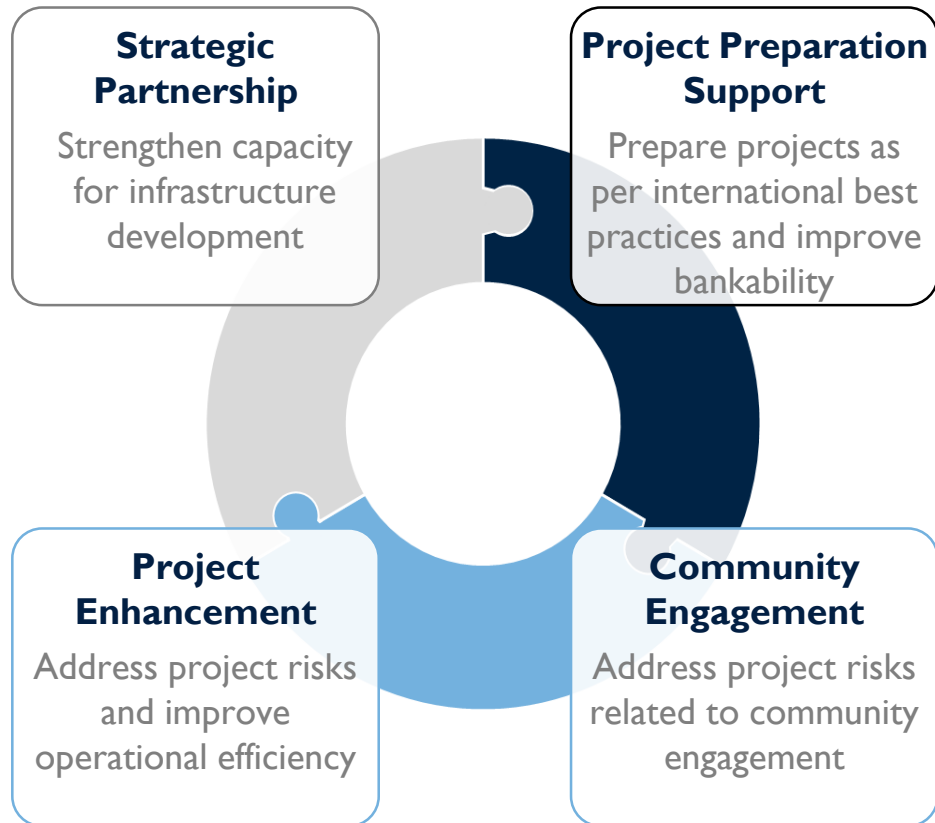 Strategic
Partnership
Strengthen capacity
for infrastructure
development
Project Preparation
Support
Prepare projects as
per international best
practices and improve
bankability
Project
Enhancement
Address project risks
and improve
operational efficiency
Community
Engagement
Address project risks
related to community
engagement